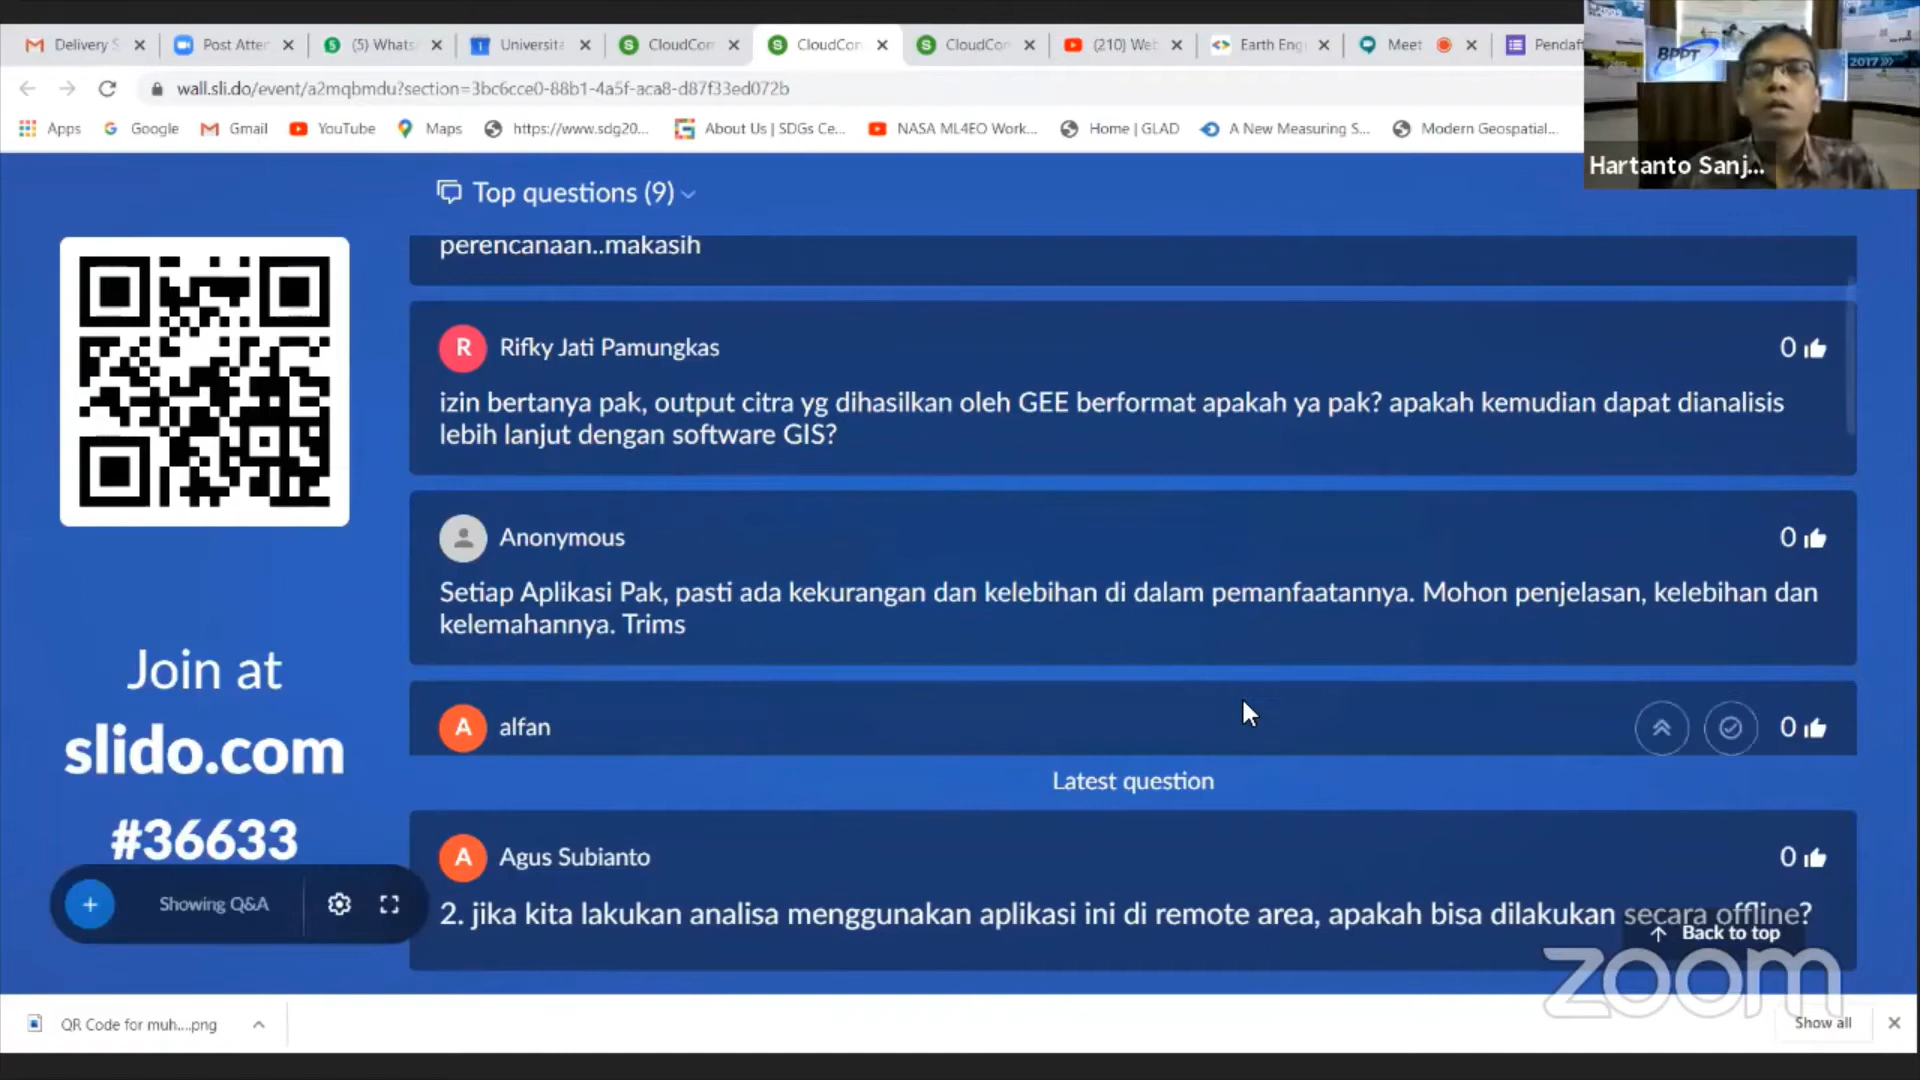 Delivery S
Post Atter
(5) Whats
Universita
CloudCon
CloudCon
CloudCon
(210) Web
Earth Engi
Meet
Pendaft
wall.sli.do/event/a2mqbmdu?section=3bc6cce0-88b1-4a5f-aca8-d87f33ed072b
Apps
Google
Gmail
YouTube
Maps
https://www.sdg20...
About Us | SDGs Ce...
NASA ML4EO Work...
Home | GLAD
A New Measuring S...
Modern Geospatial...
BPPT
2017
Hartanto Sanj...
Top questions (9)
perencanaan..makasih
R
Rifky Jati Pamungkas
0
izin bertanya pak, output citra yg dihasilkan oleh GEE berformat apakah ya pak? apakah kemudian dapat dianalisis
lebih lanjut dengan software GIS?
Anonymous
0
Setiap Aplikasi Pak, pasti ada kekurangan dan kelebihan di dalam pemanfaatannya. Mohon penjelasan, kelebihan dan
kelemahannya. Trims
A
alfan
0
Latest question
A
Agus Subianto
0
2. jika kita lakukan analisa menggunakan aplikasi ini di remote area, apakah bisa dilakukan secara offline?
Back to top
Join at
slido.com
#36633
Showing Q&A
zoom
QR Code for muh....png
Show all